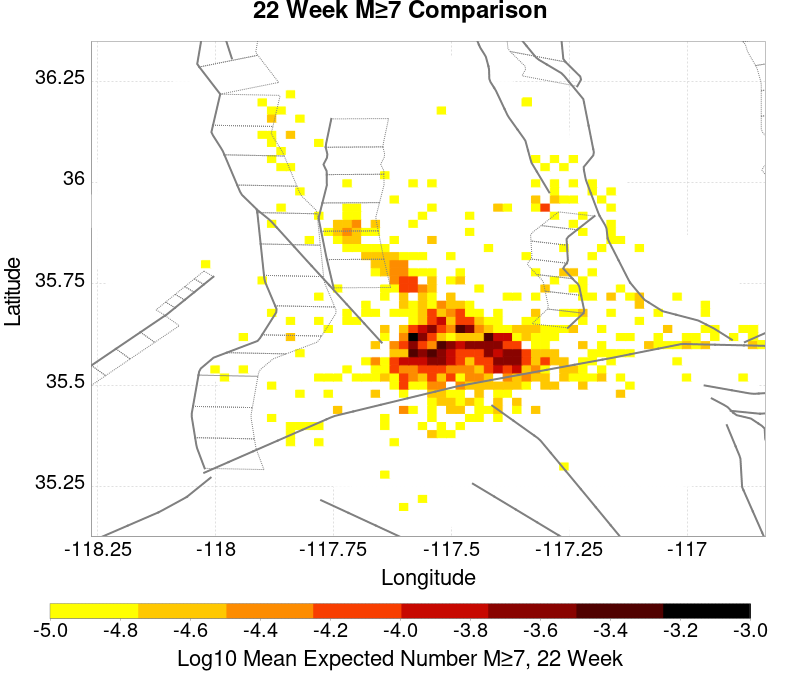 22 Week M≥7 Comparison
36.25
36
35.75
35.5
35.25
Latitude
-118.25 -118 -117.75 -117.5 -117.25 -117
Longitude
-5.0 -4.8 -4.6 -4.4 -4.2 -4.0 -3.8 -3.6 -3.4 -3.2 -3.0
Log10 Mean Expected Number M≥7, 22 Week